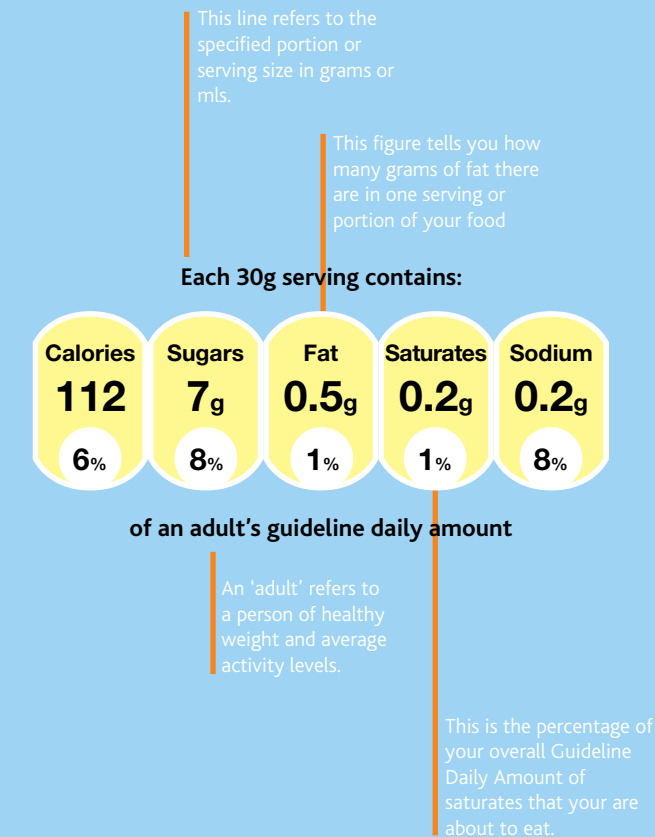 This line refers to the
specified portion or
serving size in grams or
mls.
This figure tells you how
many grams of fat there
are in one serving or
portion of your food
Each 30g serving contains:
Calories Sugars Fat Saturates Sodium
112 7g 0.5g 0.2g 0.2g
6% 8% 1% 1% 8%
of an adult’s guideline daily amount
An ‘adult’ refers to
a person of healthy
weight and average
activity levels.
This is the percentage of
your overall Guideline
Daily Amount of
saturates that your are
about to eat.